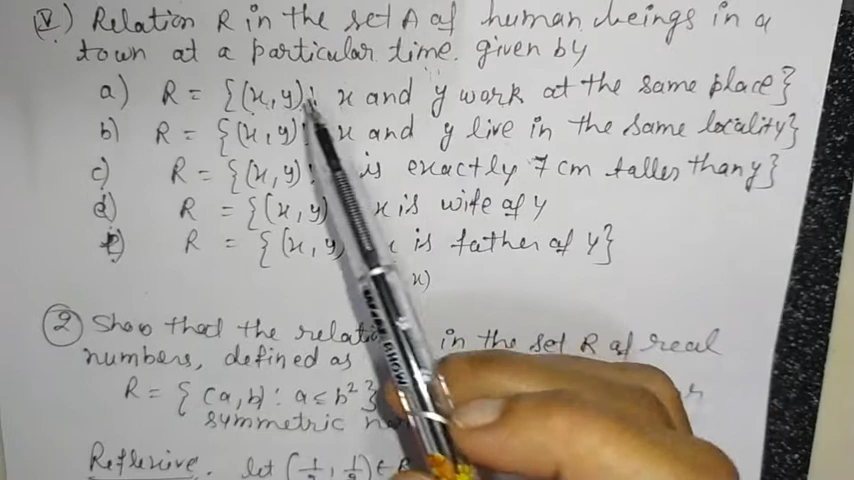 (v) Relation R in the set A of human beings in a
town at a particular time. given by
a) R = {(x, y): x and y work at the same place}
b) R = {(x, y): x and y live in the same locality}
c) R = {(x, y): is exactly 7 cm taller than y}
d) R = {(x, y) x is wife of y
e) R = {(x, y) x is father of y}
x)
(2) Show that the relation in the set R of real
numbers, defined as
R = {(a, b): a ≤ b²}
symmetric
Reflexive. let